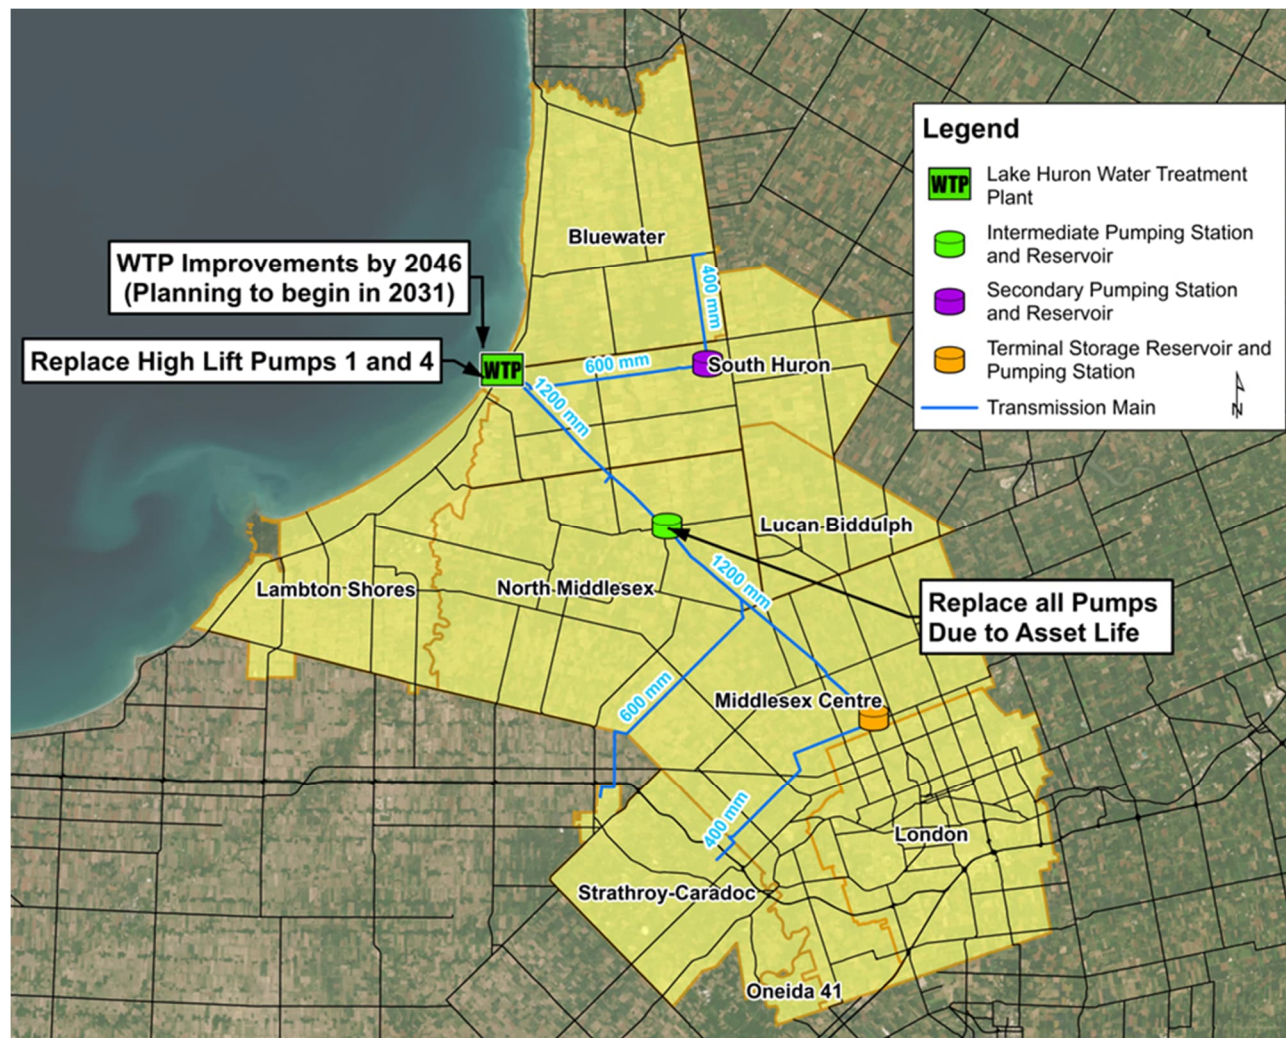 Legend
WTP
Lake Huron Water Treatment
Plant
Intermediate Pumping Station
and Reservoir
Secondary Pumping Station
and Reservoir
Terminal Storage Reservoir and
Pumping Station
Transmission Main
N
Bluewater
WTP Improvements by 2046
(Planning to begin in 2031)
400 mm
Replace High Lift Pumps 1 and 4
WTP
600 mm
South Huron
1200 mm
Lucan Biddulph
1200 mm
Lambton Shores
North Middlesex
Replace all Pumps
Due to Asset Life
600 mm
Middlesex Centre
400 mm
London
Strathroy-Caradoc
Oneida 41